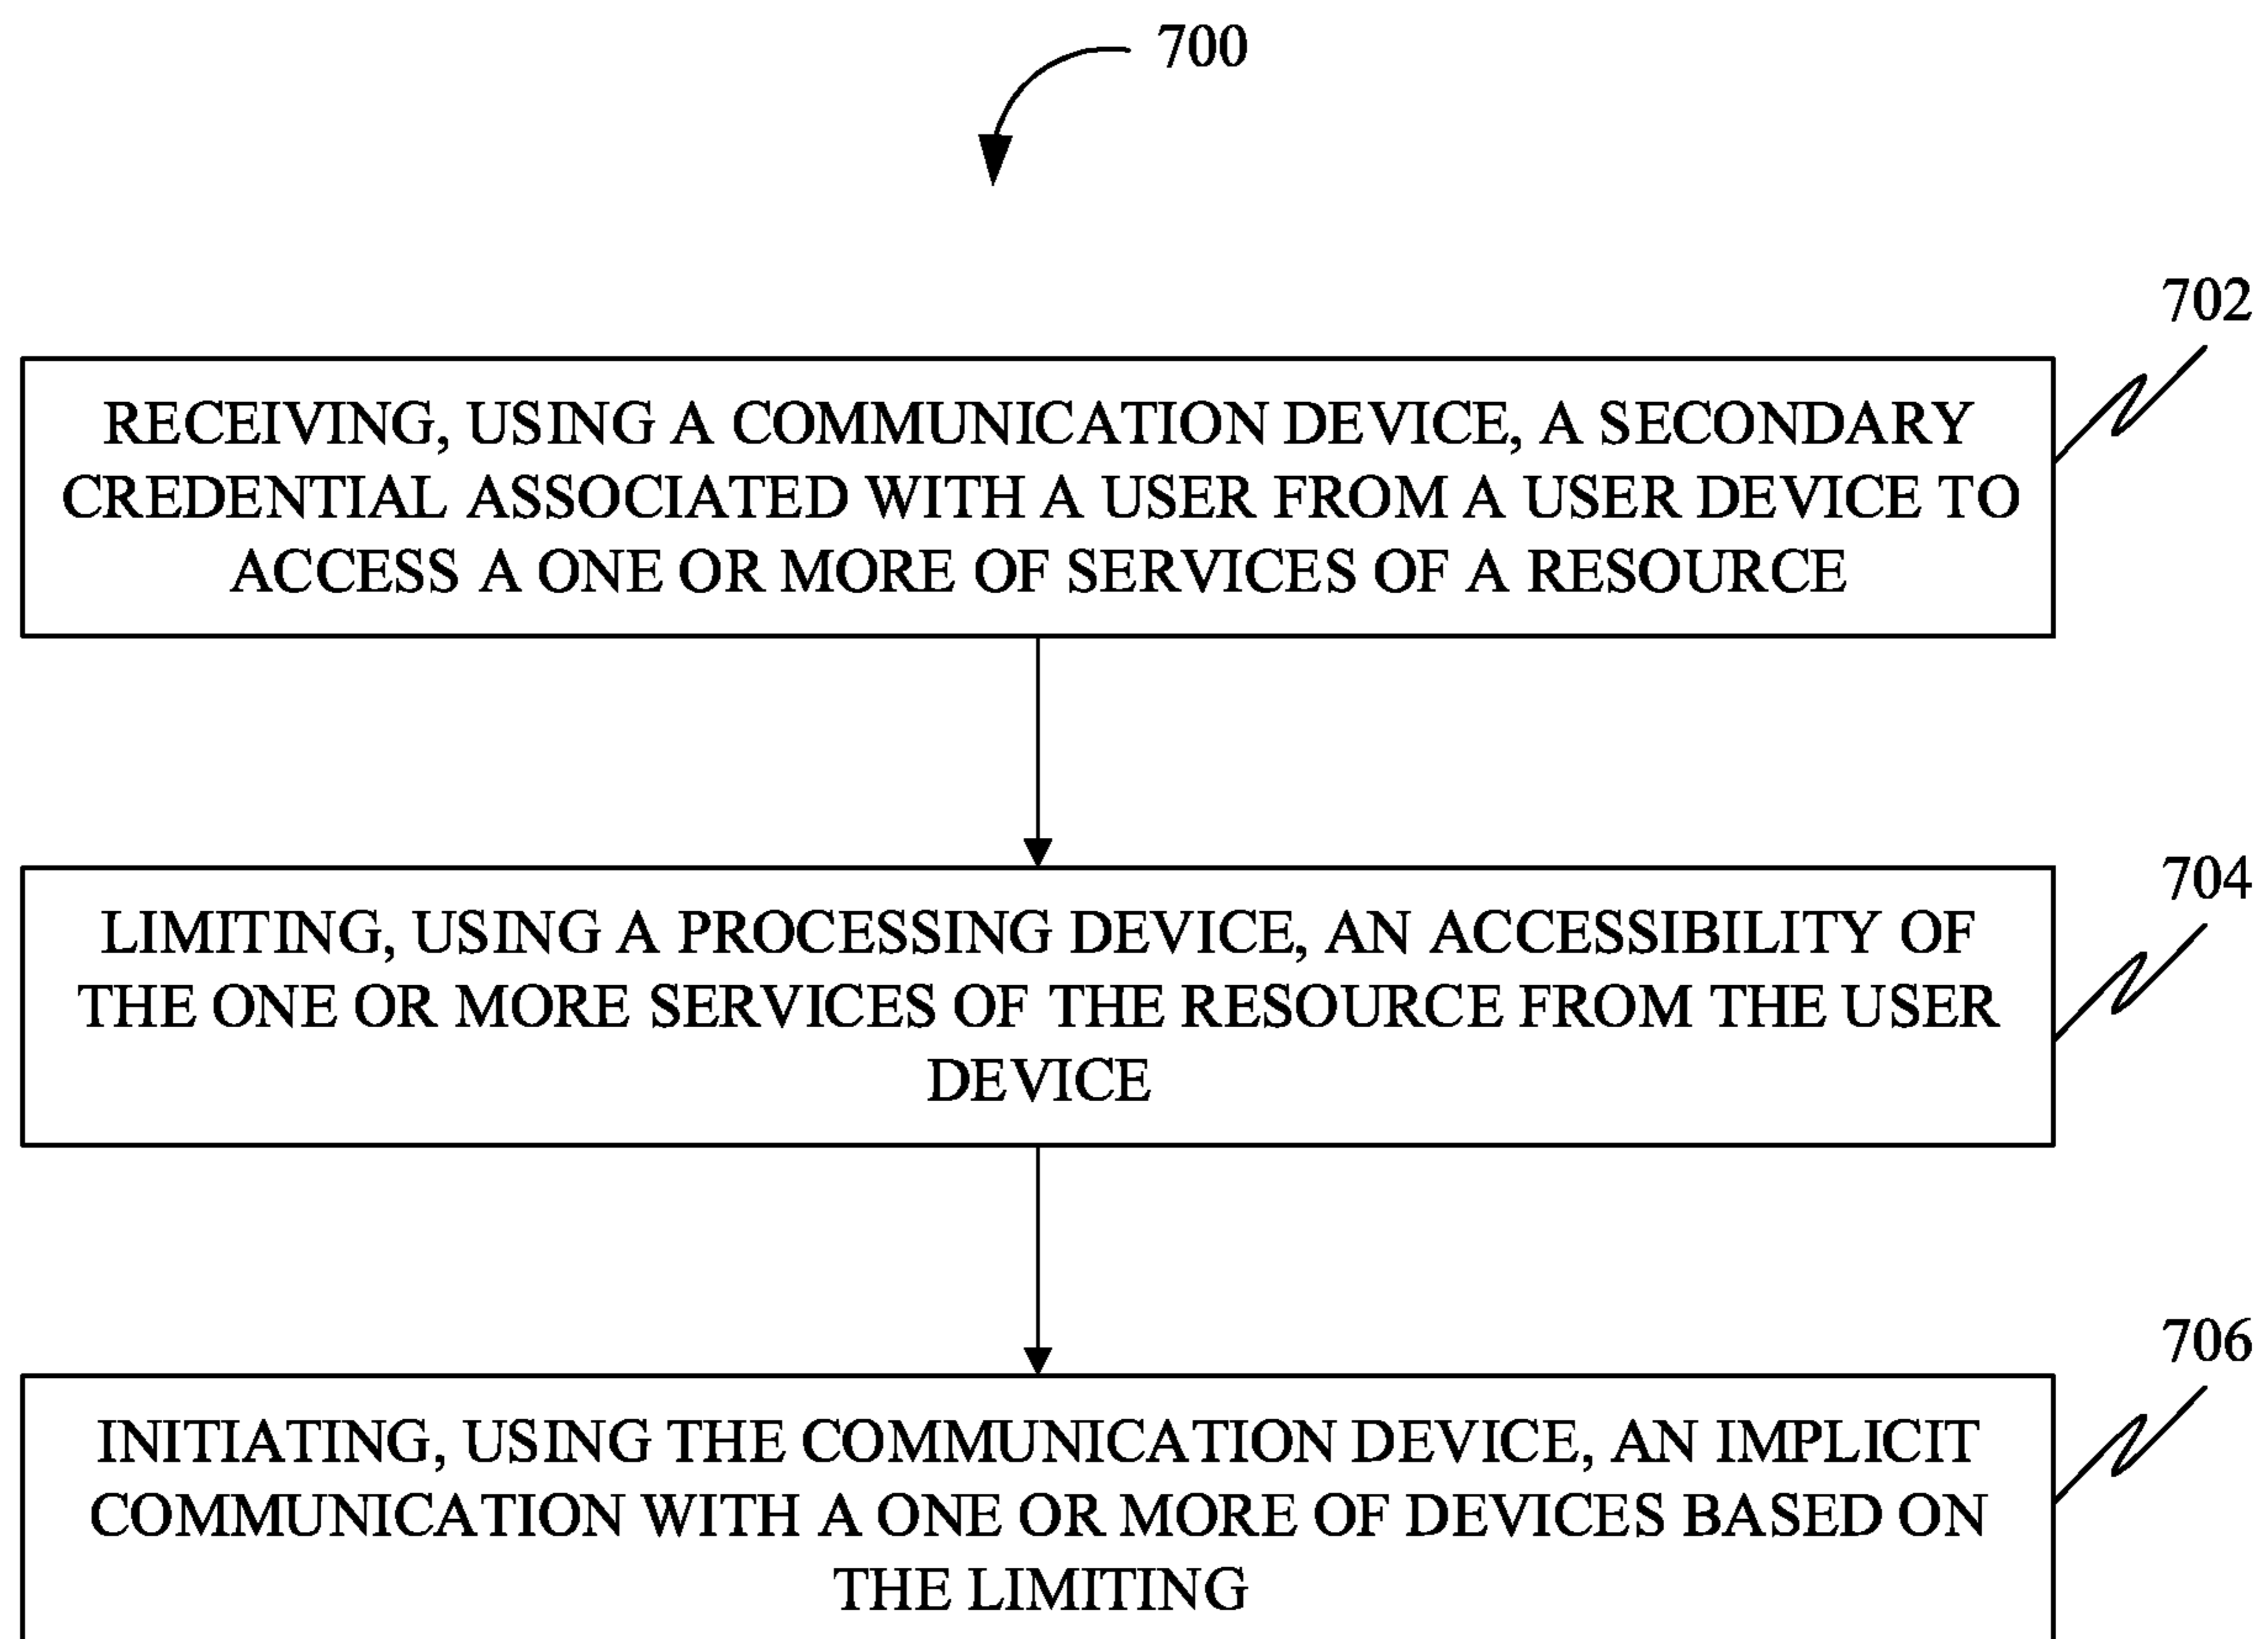 700
702
RECEIVING, USING A COMMUNICATION DEVICE, A SECONDARY
CREDENTIAL ASSOCIATED WITH A USER FROM A USER DEVICE TO
ACCESS A ONE OR MORE OF SERVICES OF A RESOURCE
704
LIMITING, USING A PROCESSING DEVICE, AN ACCESSIBILITY OF
THE ONE OR MORE SERVICES OF THE RESOURCE FROM THE USER
DEVICE
706
INITIATING, USING THE COMMUNICATION DEVICE, AN IMPLICIT
COMMUNICATION WITH A ONE OR MORE OF DEVICES BASED ON
THE LIMITING